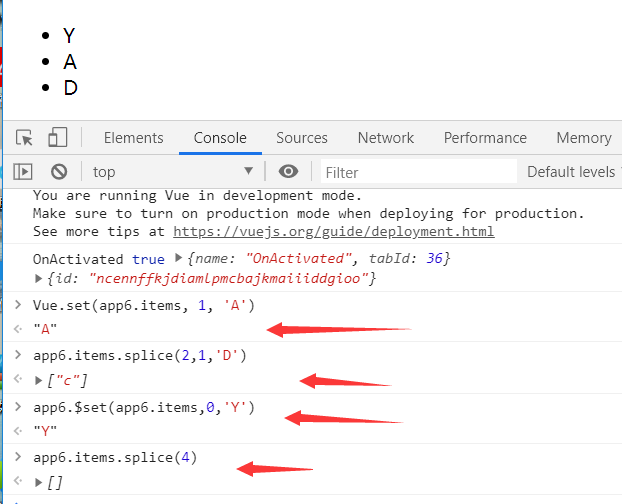 Y
A
D
Elements Console Sources Network Performance Memory
top Filter Default levels
You are running Vue in development mode.
Make sure to turn on production mode when deploying for production.
See more tips at https://vuejs.org/guide/deployment.html
OnActivated true {name: "OnActivated", tabId: 36}
{id: "ncennffkjdiamlpmcbajkmaiiiddgioo"}
Vue.set(app6.items, 1, 'A')
"A"
app6.items.splice(2,1,'D')
["c"]
app6.$set(app6.items,0,'Y')
"Y"
app6.items.splice(4)
[]